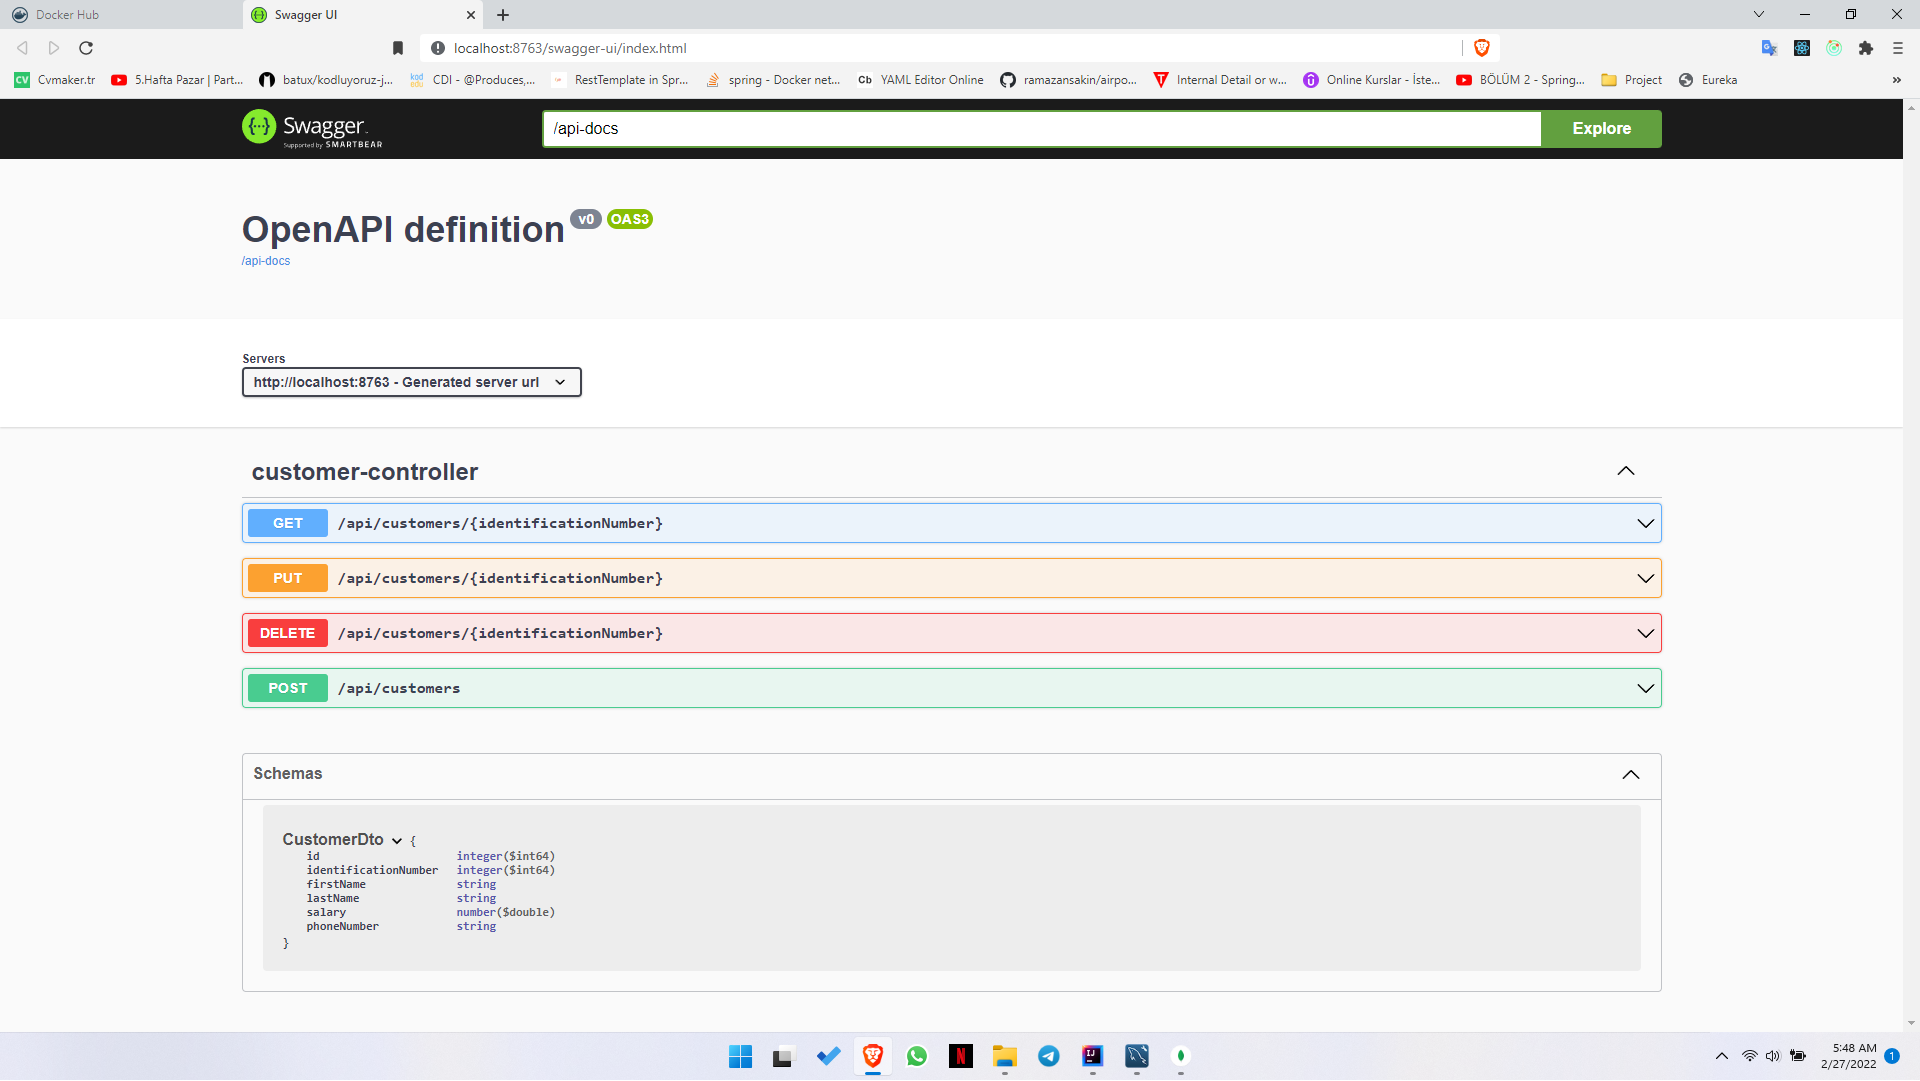 Docker Hub
Swagger UI
localhost:8763/swagger-ui/index.html
CV Cvmaker.tr
5.Hafta Pazar | Part...
batux/kodluyoruz-j...
kod edu CDI - @Produces,...
RestTemplate in Spr...
spring - Docker net...
Cb YAML Editor Online
ramazansakin/airpo...
Internal Detail or w...
Online Kurslar - İste...
BÖLÜM 2 - Spring...
Project
Eureka
Swagger
Supported by SMARTBEAR
/api-docs
Explore
OpenAPI definition v0 OAS3
/api-docs
Servers
http://localhost:8763 - Generated server url
customer-controller
GET /api/customers/{identificationNumber}
PUT /api/customers/{identificationNumber}
DELETE /api/customers/{identificationNumber}
POST /api/customers
Schemas
CustomerDto {
id integer($int64)
identificationNumber integer($int64)
firstName string
lastName string
salary number($double)
phoneNumber string
}
5:48 AM
2/27/2022
1